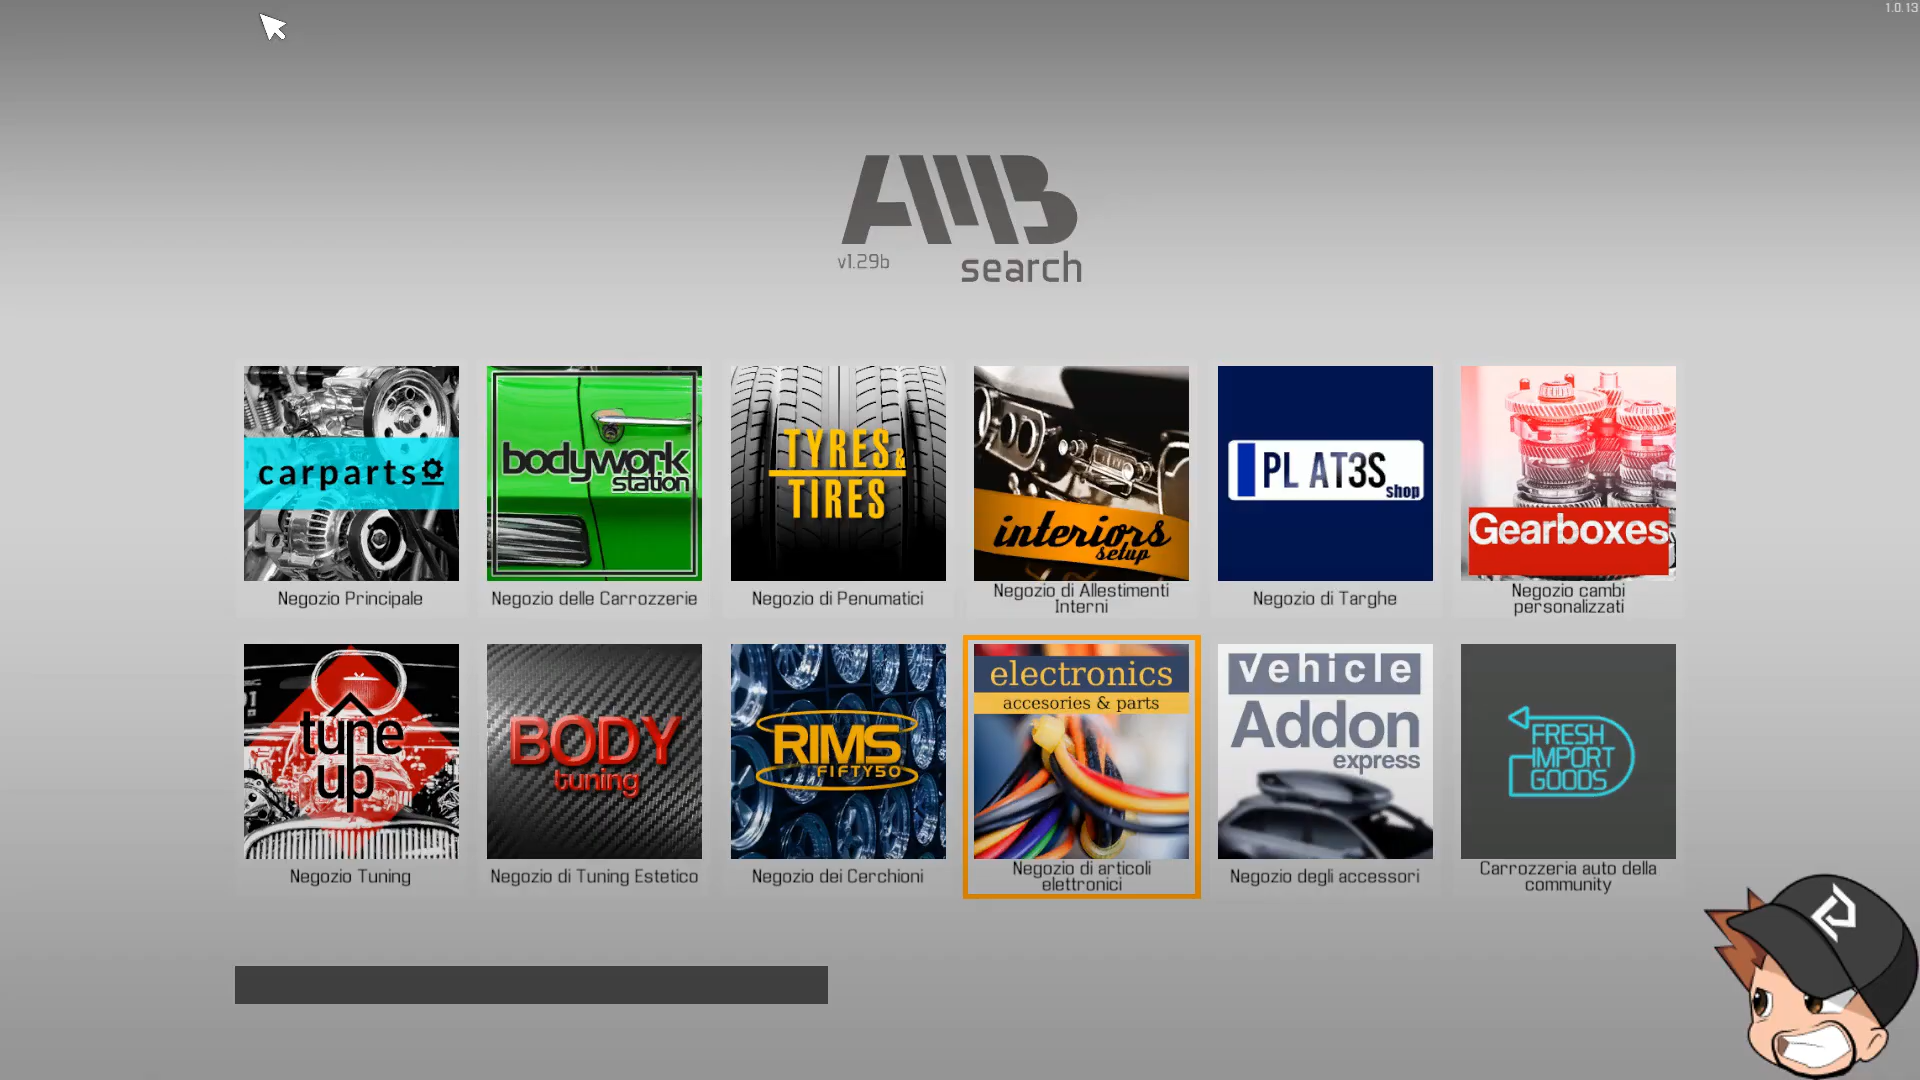 1.0.13
AMB
v1.29b
search
carparts
bodywork
station
TYRES &
TIRES
interiors
setup
PL AT3S
shop
Gearboxes
Negozio Principale
Negozio delle Carrozzerie
Negozio di Penumatici
Negozio di Allestimenti
Interni
Negozio di Targhe
Negozio cambi
personalizzati
tune
up
BODY
tuning
RIMS
FIFTY50
electronics
accesories & parts
vehicle
Addon
express
FRESH
IMPORT
GOODS
Negozio Tuning
Negozio di Tuning Estetico
Negozio dei Cerchioni
Negozio di articoli
elettronici
Negozio degli accessori
Carrozzeria auto della
community